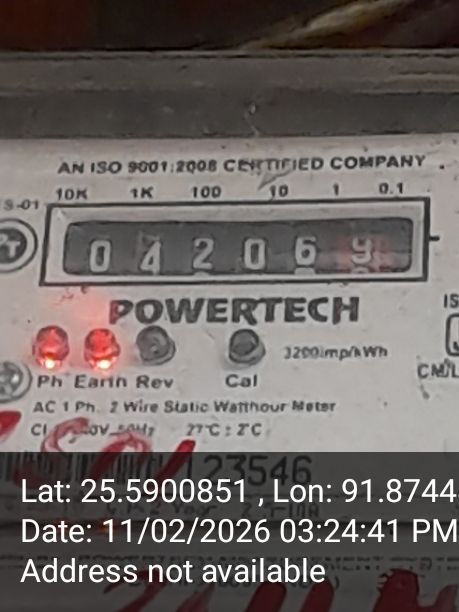 AN ISO 9001:2008 CERTIFIED COMPANY
10K 1K 100 10 1 0.1
S-01
0 4 2 0 6 9
POWERTECH
3200imp/kWh
Ph Earth Rev Cal
AC 1 Ph. 2 Wire Static Watthour Meter
27°C ± 2°C
123546
Lat: 25.5900851 , Lon: 91.8744
Date: 11/02/2026 03:24:41 PM
Address not available